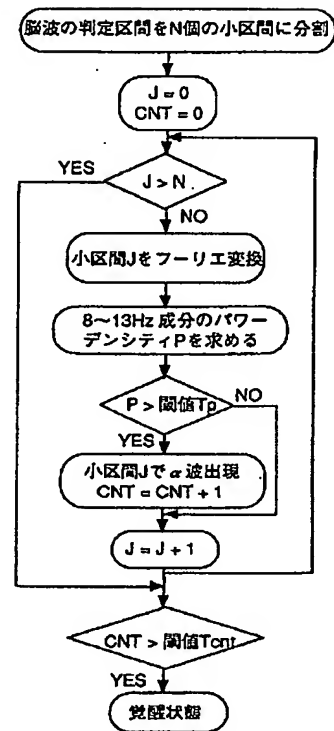 脳波の判定区間をN個の小区間に分割
J = 0
CNT = 0
YES
J > N
NO
小区間Jをフーリエ変換
8〜13Hz 成分のパワー
デンシティPを求める
NO
P > 閾値Tp
YES
小区間Jでα波出現
CNT = CNT + 1
J = J + 1
CNT > 閾値Tcnt
YES
覚醒状態